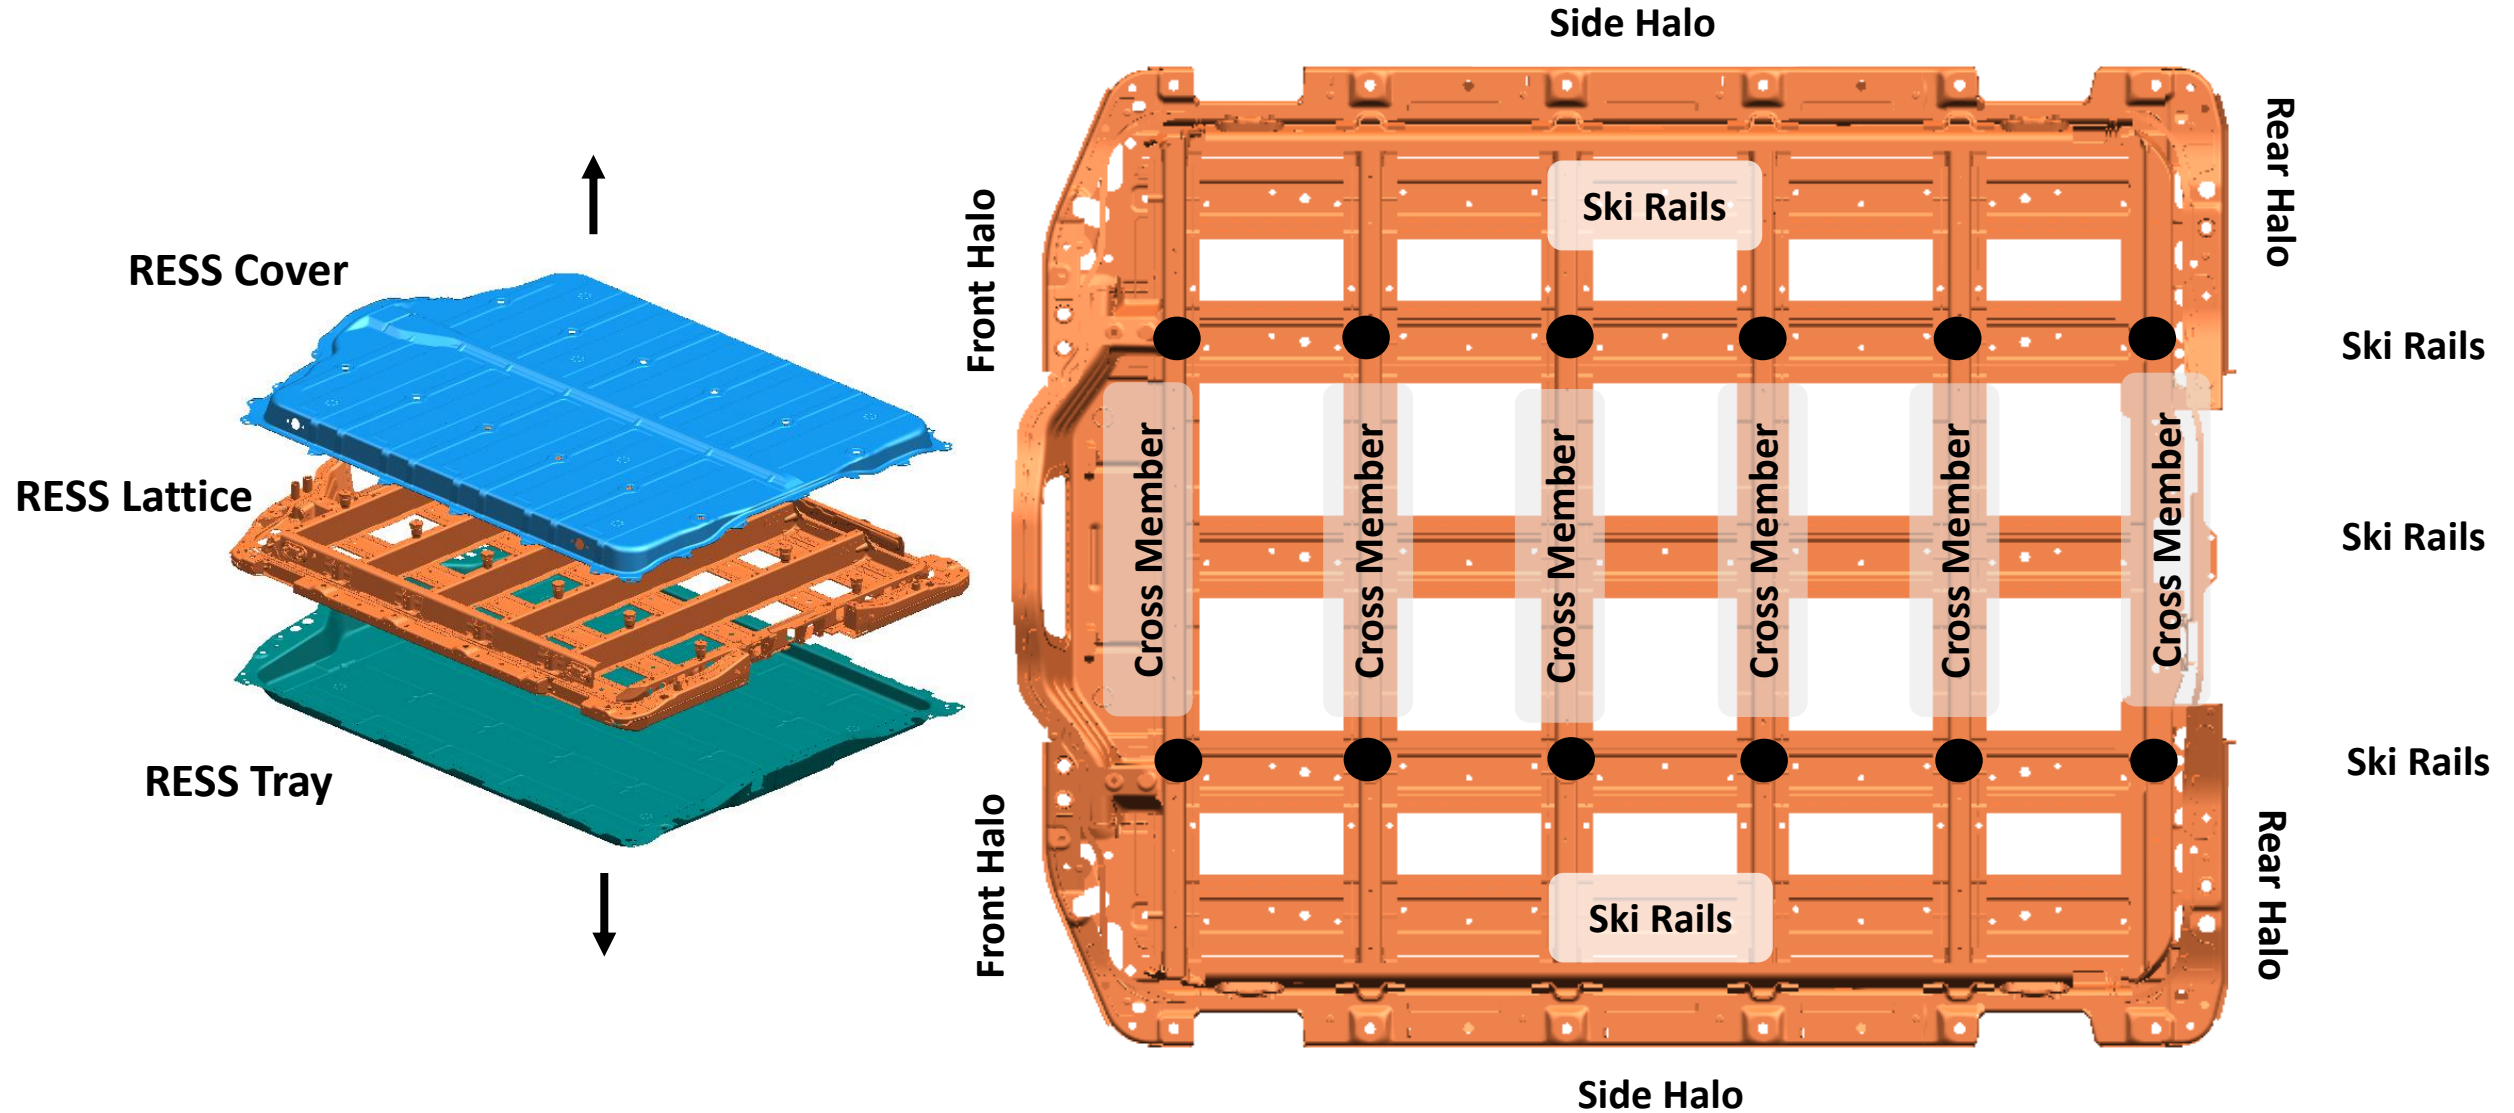 RESS Cover
RESS Lattice
RESS Tray
Side Halo
Front Halo
Rear Halo
Ski Rails
Ski Rails
Cross Member
Cross Member
Cross Member
Cross Member
Cross Member
Cross Member
Ski Rails
Ski Rails
Front Halo
Rear Halo
Ski Rails
Side Halo